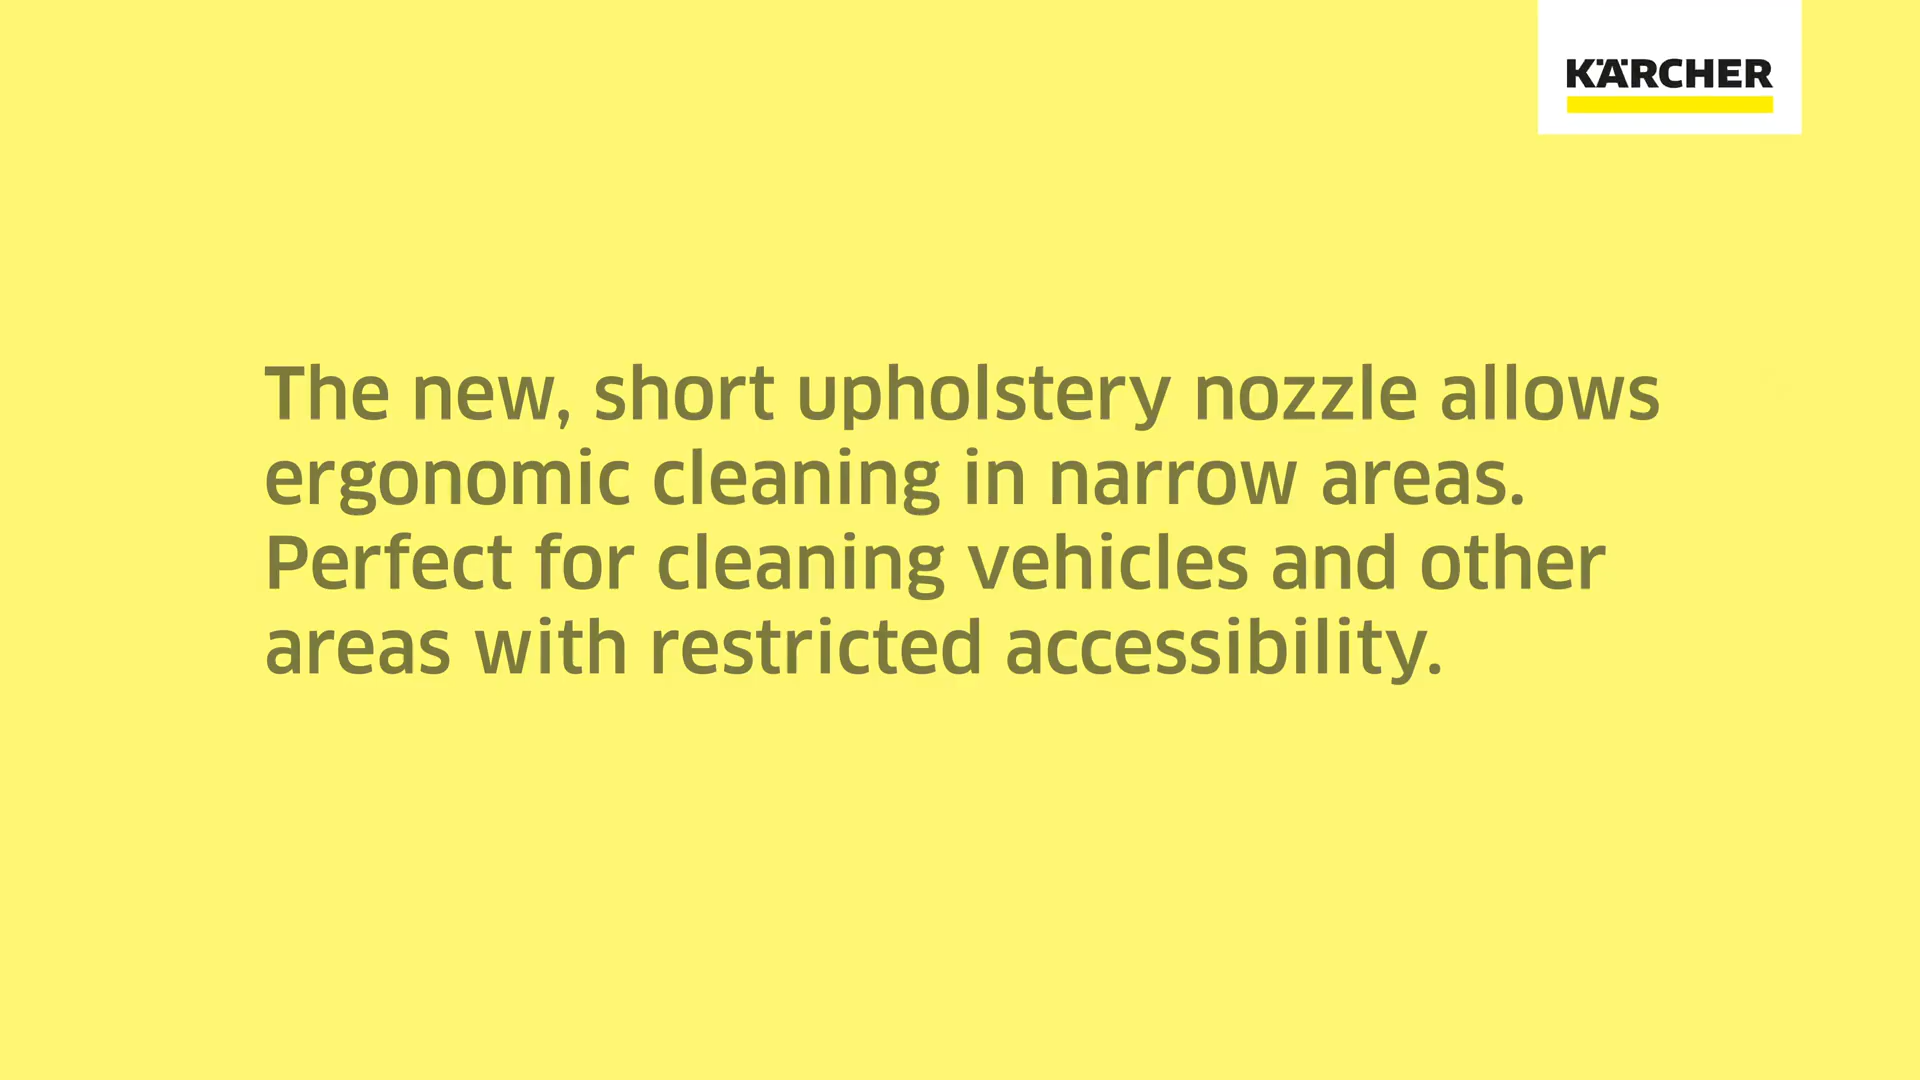 KÄRCHER
The new, short upholstery nozzle allows
ergonomic cleaning in narrow areas.
Perfect for cleaning vehicles and other
areas with restricted accessibility.